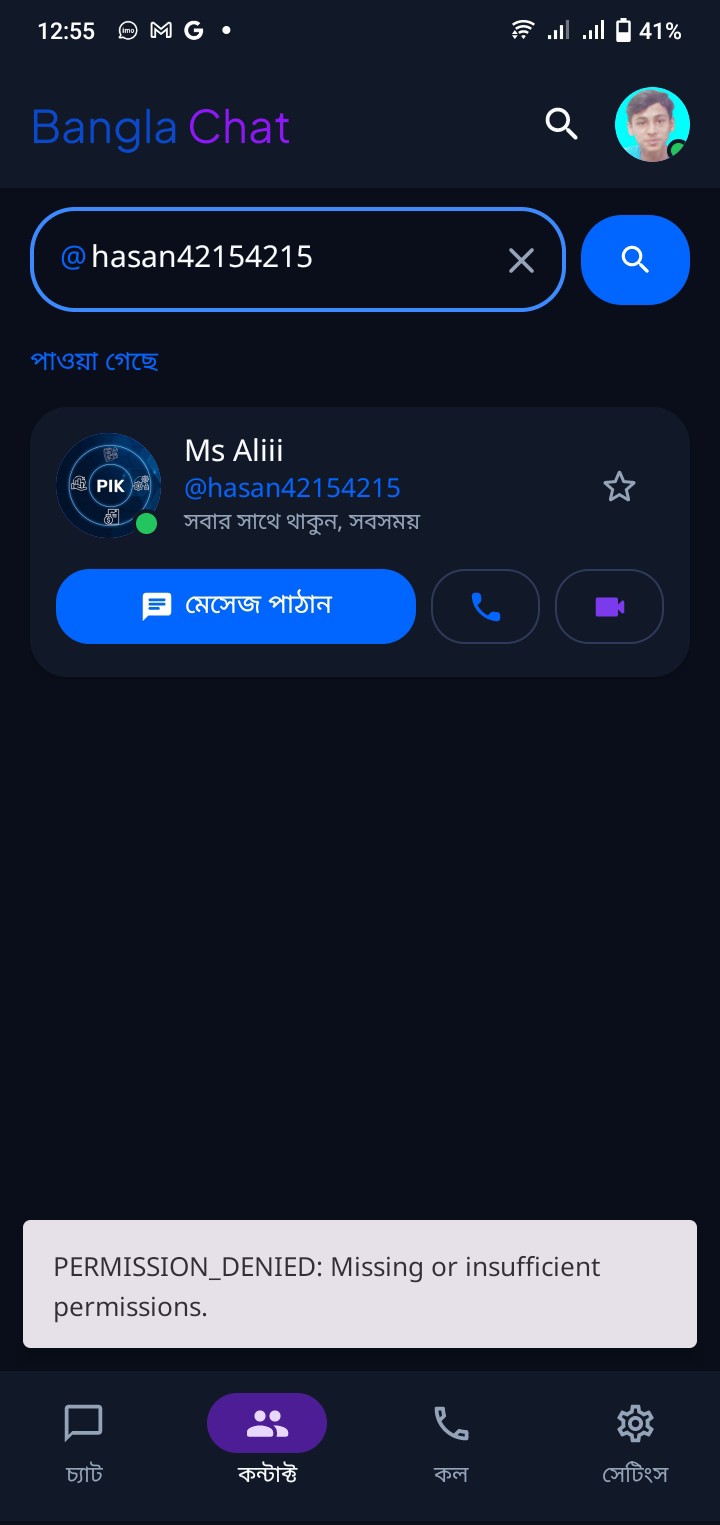 12:55
41%
Bangla Chat
@hasan42154215
পাওয়া গেছে
Ms Aliii
PIK
@hasan42154215
সবার সাথে থাকুন, সবসময়
মেসেজ পাঠান
PERMISSION_DENIED: Missing or insufficient
permissions.
চ্যাট
কন্টাক্ট
কল
সেটিংস